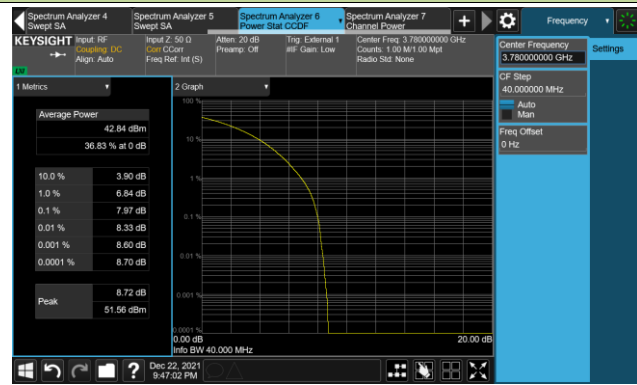 Spectrum Analyzer 4
Swept SA
Spectrum Analyzer 5
Swept SA
Spectrum Analyzer 6
Power Stat CCDF
Spectrum Analyzer 7
Channel Power
Frequency
KEYSIGHT
Input: RF
Coupling: DC
Align: Auto
Input Z: 50 Ω
Corr CCorr
Freq Ref: Int (S)
Atten: 20 dB
Preamp: Off
Trig: External 1
#IF Gain: Low
Center Freq: 3.780000000 GHz
Counts: 1.00 M/1.00 Mpt
Radio Std: None
Center Frequency
3.780000000 GHz
Settings
CF Step
40.000000 MHz
Auto
Man
Freq Offset
0 Hz
1 Metrics
Average Power
42.84 dBm
36.83 % at 0 dB
10.0 % 3.90 dB
1.0 % 6.84 dB
0.1 % 7.97 dB
0.01 % 8.33 dB
0.001 % 8.60 dB
0.0001 % 8.70 dB
Peak
8.72 dB
51.56 dBm
2 Graph
100 %
10 %
1 %
0.1 %
0.01 %
0.001 %
0.0001 %
0.00 dB 20.00 dB
Info BW 40.000 MHz
Dec 22, 2021
9:47:02 PM